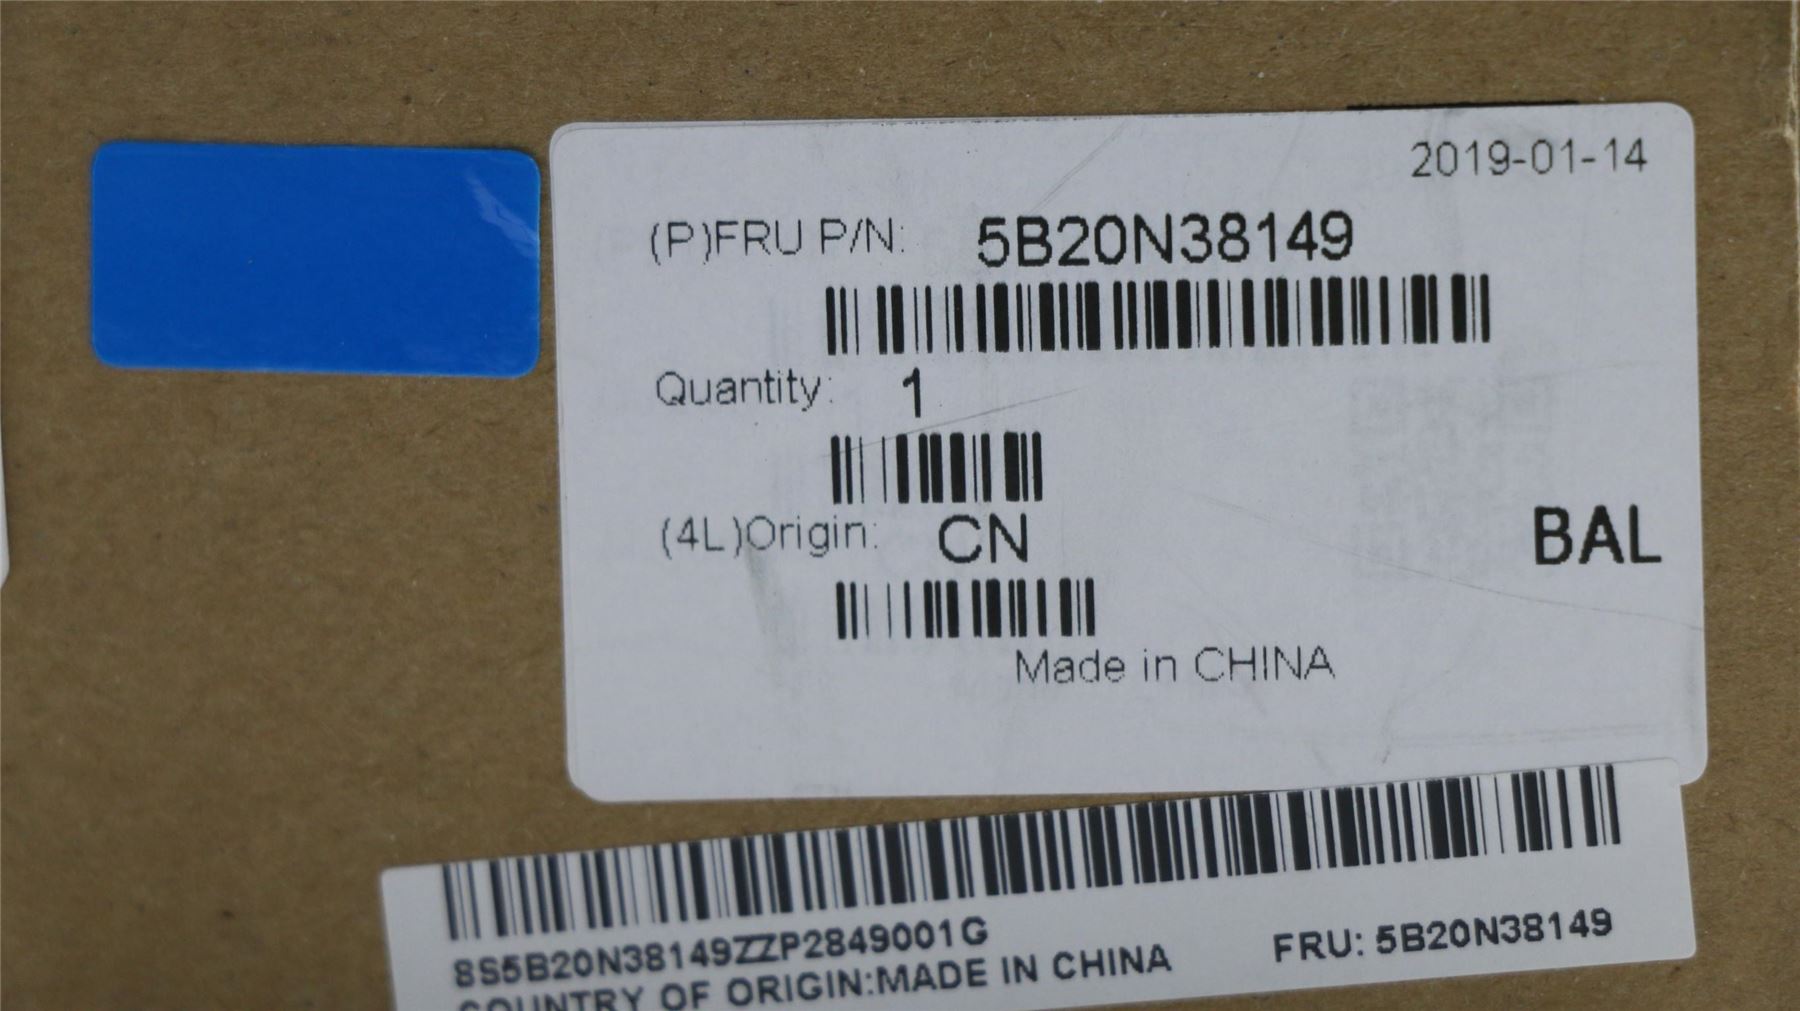 2019-01-14
(P)FRU P/N: 5B20N38149
Quantity: 1
(4L)Origin: CN
BAL
Made in CHINA
8S5B20N38149ZZP2849001G
FRU: 5B20N38149
COUNTRY OF ORIGIN:MADE IN CHINA